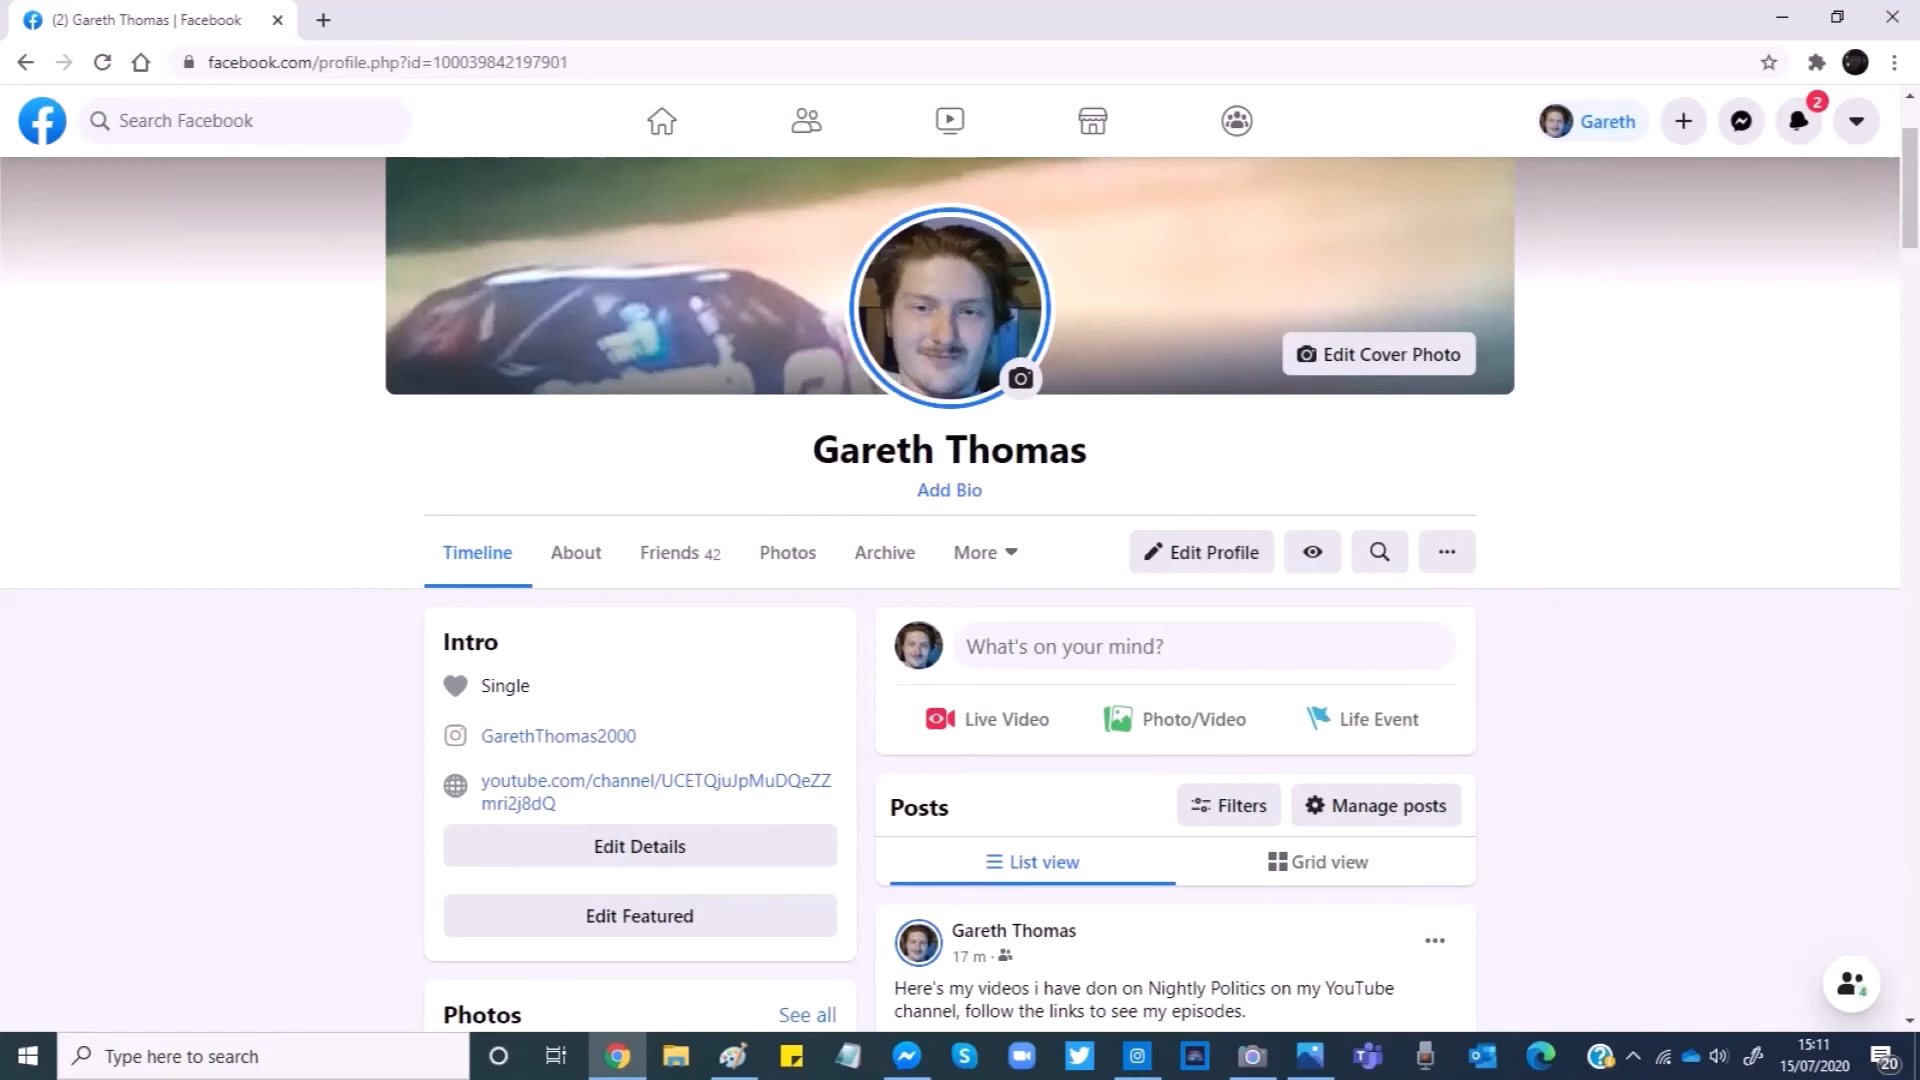 (2) Gareth Thomas | Facebook
facebook.com/profile.php?id=100039842197901
Search Facebook
Gareth
2
Edit Cover Photo
Gareth Thomas
Add Bio
Timeline About Friends 42 Photos Archive More
Edit Profile
Intro
Single
GarethThomas2000
youtube.com/channel/UCETQjuJpMuDQeZZ
mri2j8dQ
Edit Details
Edit Featured
Photos See all
What's on your mind?
Live Video Photo/Video Life Event
Posts Filters Manage posts
List view Grid view
Gareth Thomas
17 m ·
Here's my videos i have don on Nightly Politics on my YouTube
channel, follow the links to see my episodes.
4
Type here to search
15:11
15/07/2020
20